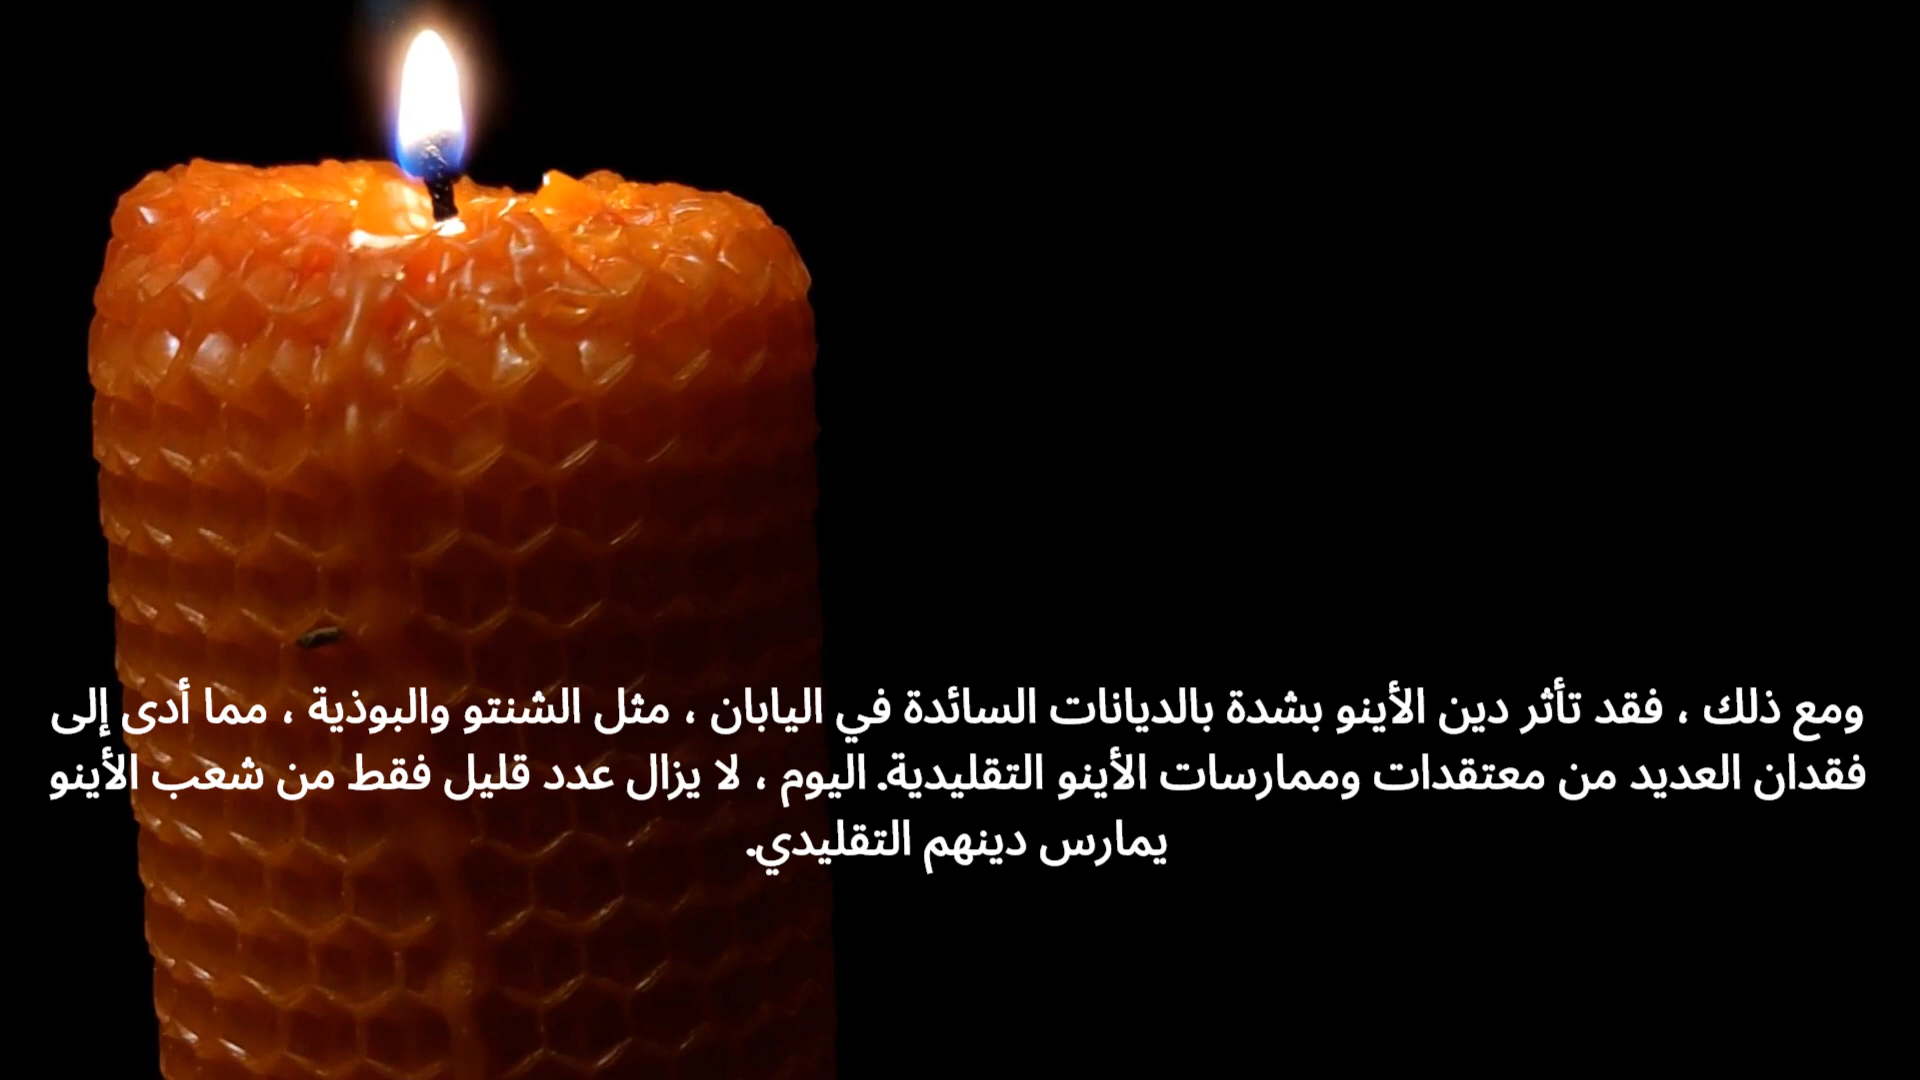 ومع ذلك ، فقد تأثر دين الأينو بشدة بالديانات السائدة في اليابان ، مثل الشنتو والبوذية ، مما أدى إلى
فقدان العديد من معتقدات وممارسات الأينو التقليدية. اليوم ، لا يزال عدد قليل فقط من شعب الأينو
يمارس دينهم التقليدي.